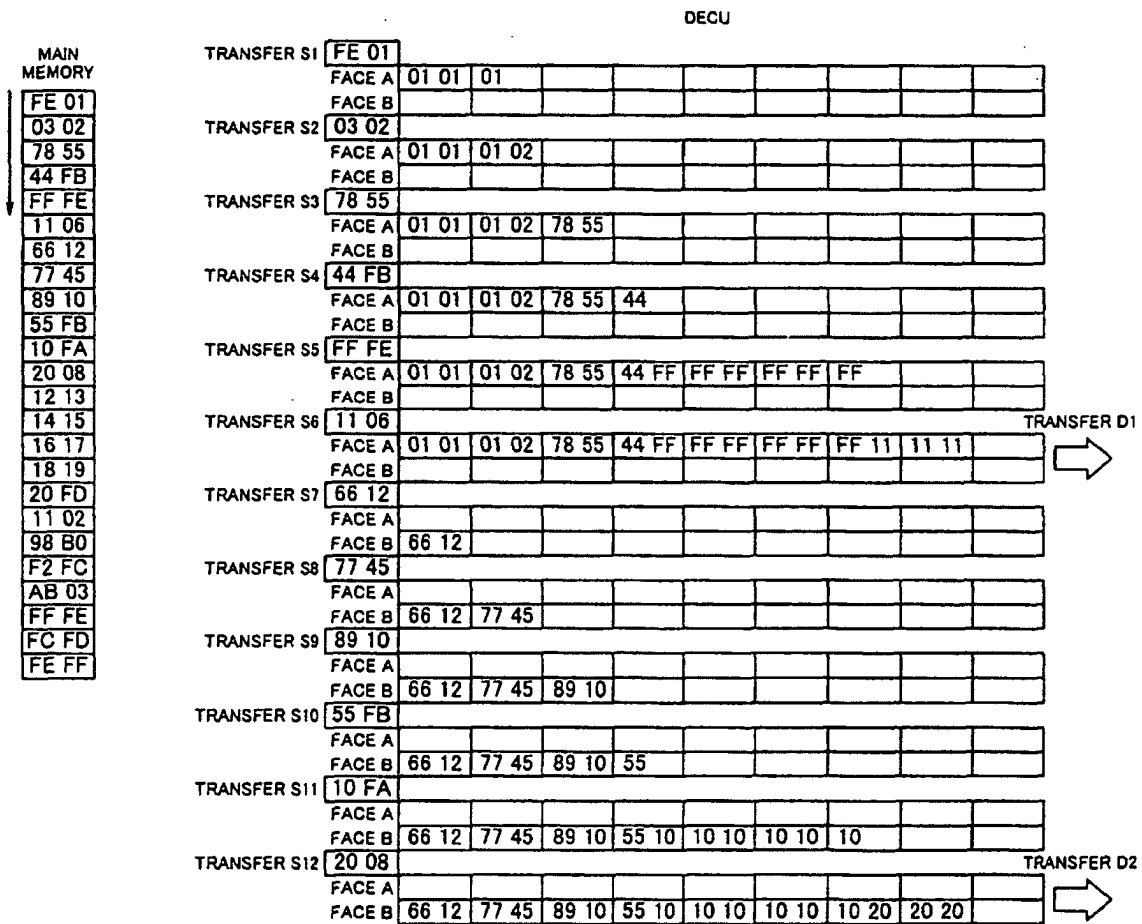 DECU
MAIN
MEMORY
FE 01
03 02
78 55
44 FB
FF FE
11 06
66 12
77 45
89 10
55 FB
10 FA
20 08
12 13
14 15
16 17
18 19
20 FD
11 02
98 B0
F2 FC
AB 03
FF FE
FC FD
FE FF
TRANSFER S1 FE 01
FACE A 01 01 01
FACE B
TRANSFER S2 03 02
FACE A 01 01 01 02
FACE B
TRANSFER S3 78 55
FACE A 01 01 01 02 78 55
FACE B
TRANSFER S4 44 FB
FACE A 01 01 01 02 78 55 44
FACE B
TRANSFER S5 FF FE
FACE A 01 01 01 02 78 55 44 FF FF FF FF FF FF
FACE B
TRANSFER S6 11 06 TRANSFER D1
FACE A 01 01 01 02 78 55 44 FF FF FF FF FF FF 11 11 11
FACE B
TRANSFER S7 66 12
FACE A
FACE B 66 12
TRANSFER S8 77 45
FACE A
FACE B 66 12 77 45
TRANSFER S9 89 10
FACE A
FACE B 66 12 77 45 89 10
TRANSFER S10 55 FB
FACE A
FACE B 66 12 77 45 89 10 55
TRANSFER S11 10 FA
FACE A
FACE B 66 12 77 45 89 10 55 10 10 10 10 10 10
TRANSFER S12 20 08 TRANSFER D2
FACE A
FACE B 66 12 77 45 89 10 55 10 10 10 10 10 10 20 20 20